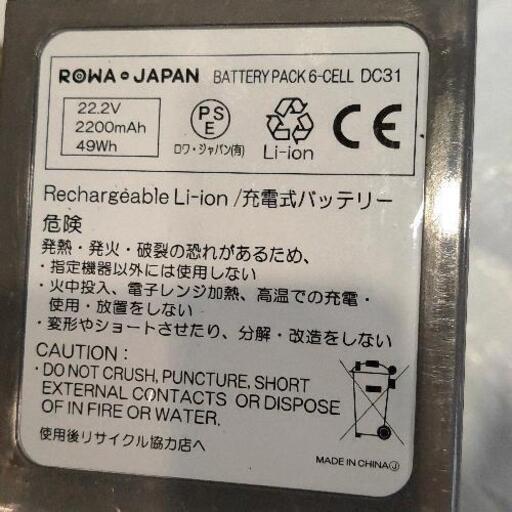 ROWA JAPAN BATTERY PACK 6-CELL DC31
22.2V
2200mAh
49Wh
PS
E
ロワ・ジャパン(有)
Li-ion
CE
Rechargeable Li-ion /充電式バッテリー
危険
発熱・発火・破裂の恐れがあるため、
・指定機器以外には使用しない
・火中投入、電子レンジ加熱、高温での充電・
使用・放置をしない
・変形やショートさせたり、分解・改造をしない
CAUTION :
・DO NOT CRUSH, PUNCTURE, SHORT
EXTERNAL CONTACTS OR DISPOSE
OF IN FIRE OR WATER.
使用後リサイクル協力店へ
MADE IN CHINA Ⓙ